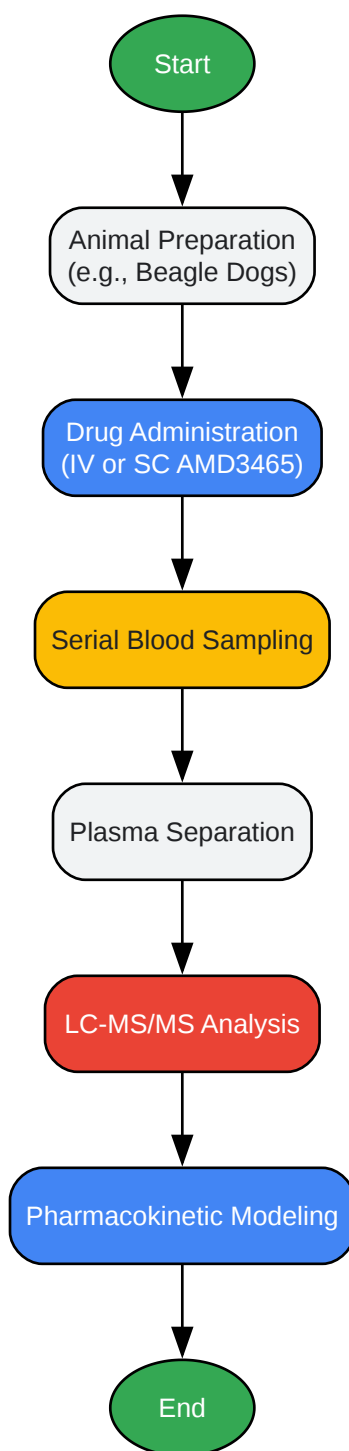 Start
Animal Preparation
(e.g., Beagle Dogs)
Drug Administration
(IV or SC AMD3465)
Serial Blood Sampling
Plasma Separation
LC-MS/MS Analysis
Pharmacokinetic Modeling
End